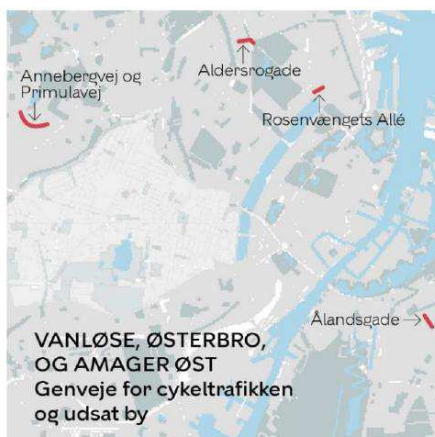 Aldersrogade
Annebergvej og
Primulavej
Rosenvængets Allé
Ålandsgade
VANLØSE, ØSTERBRO,
OG AMAGER ØST
Genveje for cykeltrafikken
og udsat by